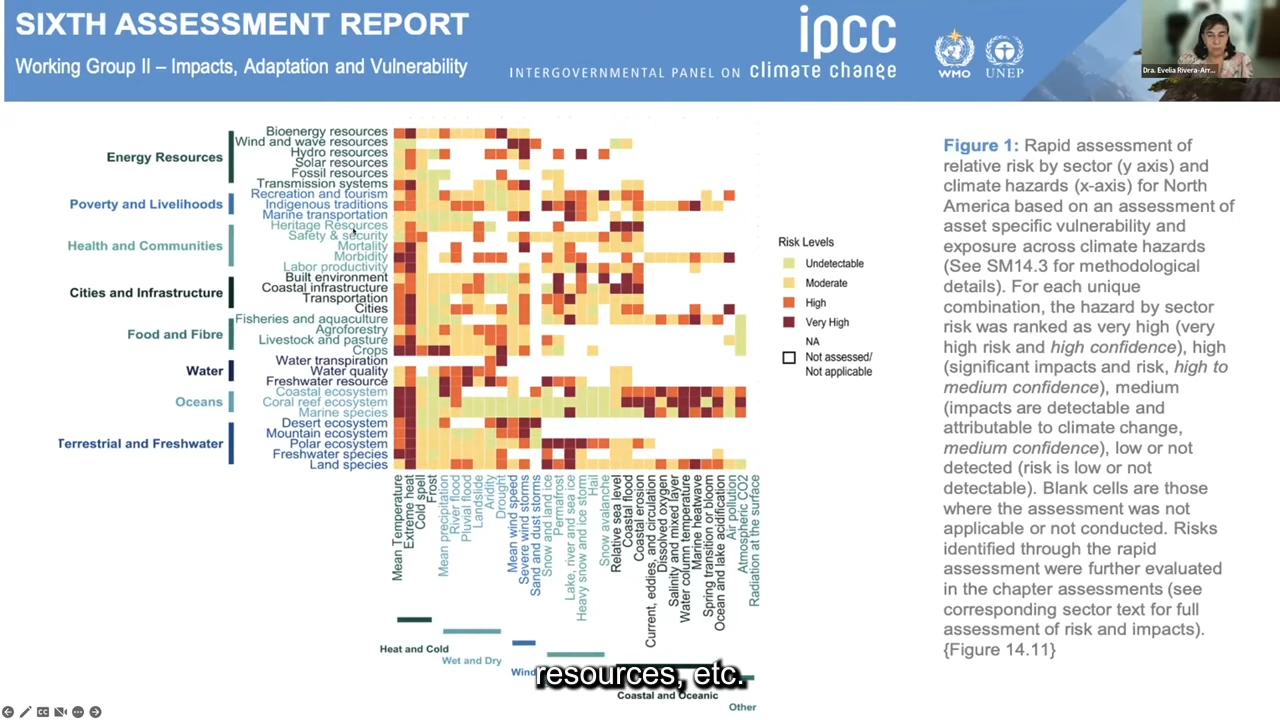 SIXTH ASSESSMENT REPORT
Working Group II – Impacts, Adaptation and Vulnerability
ipcc
INTERGOVERNMENTAL PANEL ON climate change
WMO
UNEP
Dra. Evelia Rivera-Arr...
Energy Resources
Poverty and Livelihoods
Health and Communities
Cities and Infrastructure
Food and Fibre
Water
Oceans
Terrestrial and Freshwater
Bioenergy resources
Wind and wave resources
Hydro resources
Solar resources
Fossil resources
Transmission systems
Recreation and tourism
Indigenous traditions
Marine transportation
Heritage Resources
Safety & security
Mortality
Morbidity
Labor productivity
Built environment
Coastal infrastructure
Transportation
Cities
Fisheries and aquaculture
Agroforestry
Livestock and pasture
Crops
Water transpiration
Water quality
Freshwater resource
Coastal ecosystem
Coral reef ecosystem
Marine species
Desert ecosystem
Mountain ecosystem
Polar ecosystem
Freshwater species
Land species
Mean Temperature
Extreme heat
Cold spell
Frost
Mean precipitation
River flood
Pluvial flood
Landslide
Aridity
Drought
Mean wind speed
Severe wind storms
Sand and dust storms
Snow and land ice
Permafrost
Lake, river and sea ice
Heavy snow and ice storm
Hail
Snow avalanche
Relative sea level
Coastal flood
Coastal erosion
Current, eddies, and circulation
Dissolved oxygen
Salinity and mixed layer
Water column temperature
Marine heatwave
Spring transition or bloom
Ocean and lake acidification
Air pollution
Atmospheric CO2
Radiation at the surface
Heat and Cold
Wet and Dry
Wind
Coastal and Oceanic
Other
Risk Levels
Undetectable
Moderate
High
Very High
NA
Not assessed/
Not applicable
Figure 1: Rapid assessment of
relative risk by sector (y axis) and
climate hazards (x-axis) for North
America based on an assessment of
asset specific vulnerability and
exposure across climate hazards
(See SM14.3 for methodological
details). For each unique
combination, the hazard by sector
risk was ranked as very high (very
high risk and high confidence), high
(significant impacts and risk, high to
medium confidence), medium
(impacts are detectable and
attributable to climate change,
medium confidence), low or not
detected (risk is low or not
detectable). Blank cells are those
where the assessment was not
applicable or not conducted. Risks
identified through the rapid
assessment were further evaluated
in the chapter assessments (see
corresponding sector text for full
assessment of risk and impacts).
{Figure 14.11}
resources, etc.